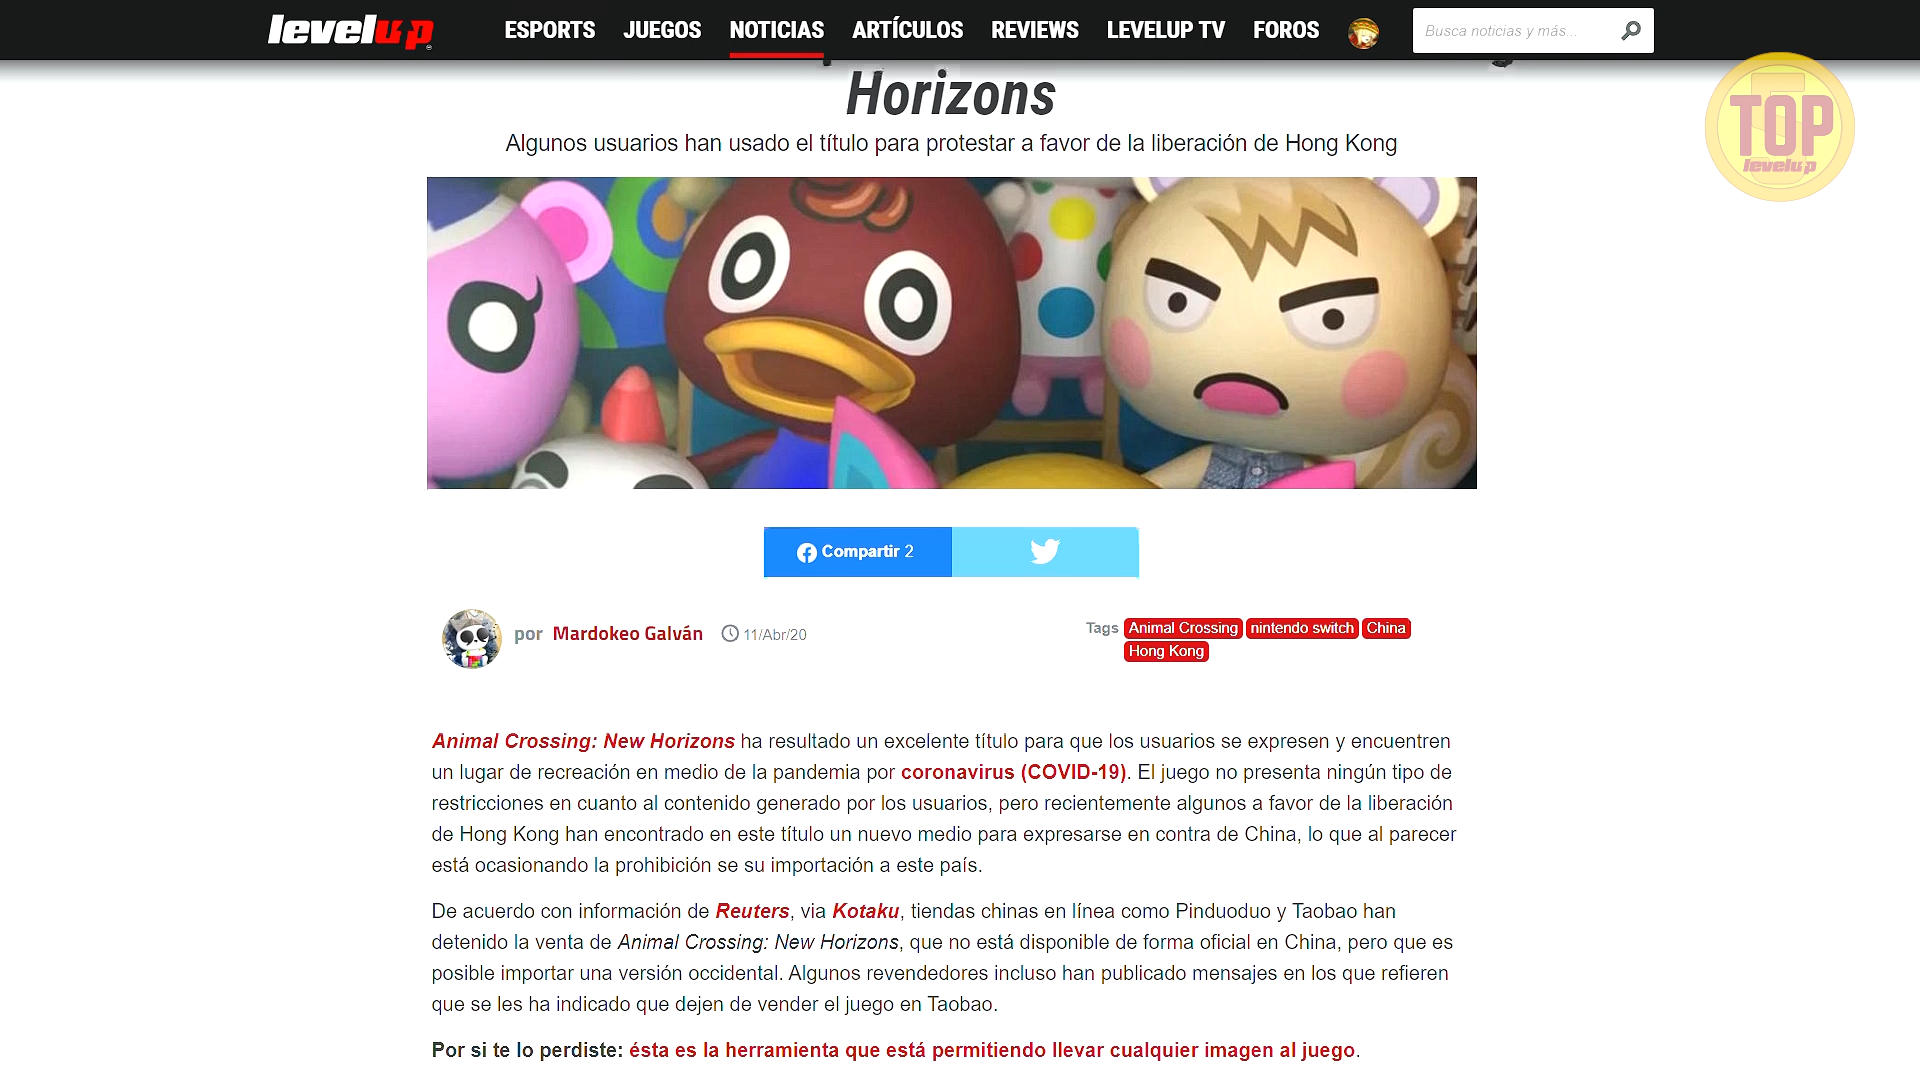 levelup
ESPORTS JUEGOS NOTICIAS ARTÍCULOS REVIEWS LEVELUP TV FOROS
Busca noticias y más...
Horizons
TOP
levelup
Algunos usuarios han usado el título para protestar a favor de la liberación de Hong Kong
Compartir 2
por Mardokeo Galván 11/Abr/20
Tags Animal Crossing nintendo switch China
Hong Kong
Animal Crossing: New Horizons ha resultado un excelente título para que los usuarios se expresen y encuentren
un lugar de recreación en medio de la pandemia por coronavirus (COVID-19). El juego no presenta ningún tipo de
restricciones en cuanto al contenido generado por los usuarios, pero recientemente algunos a favor de la liberación
de Hong Kong han encontrado en este título un nuevo medio para expresarse en contra de China, lo que al parecer
está ocasionando la prohibición se su importación a este país.
De acuerdo con información de Reuters, via Kotaku, tiendas chinas en línea como Pinduoduo y Taobao han
detenido la venta de Animal Crossing: New Horizons, que no está disponible de forma oficial en China, pero que es
posible importar una versión occidental. Algunos revendedores incluso han publicado mensajes en los que refieren
que se les ha indicado que dejen de vender el juego en Taobao.
Por si te lo perdiste: ésta es la herramienta que está permitiendo llevar cualquier imagen al juego.